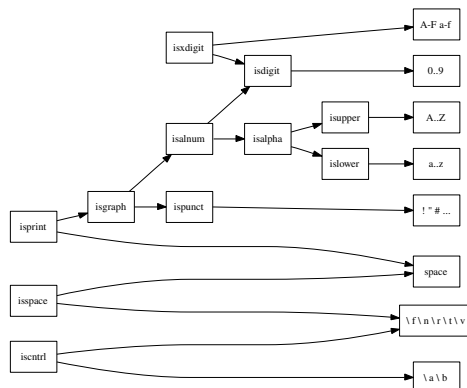 A-F a-f
isxdigit
isdigit
0..9
isupper
A..Z
isalnum
isalpha
islower
a..z
isgraph
ispunct
! " # ...
isprint
space
isspace
\ f \ n \ r \ t \ v
iscntrl
\ a \ b